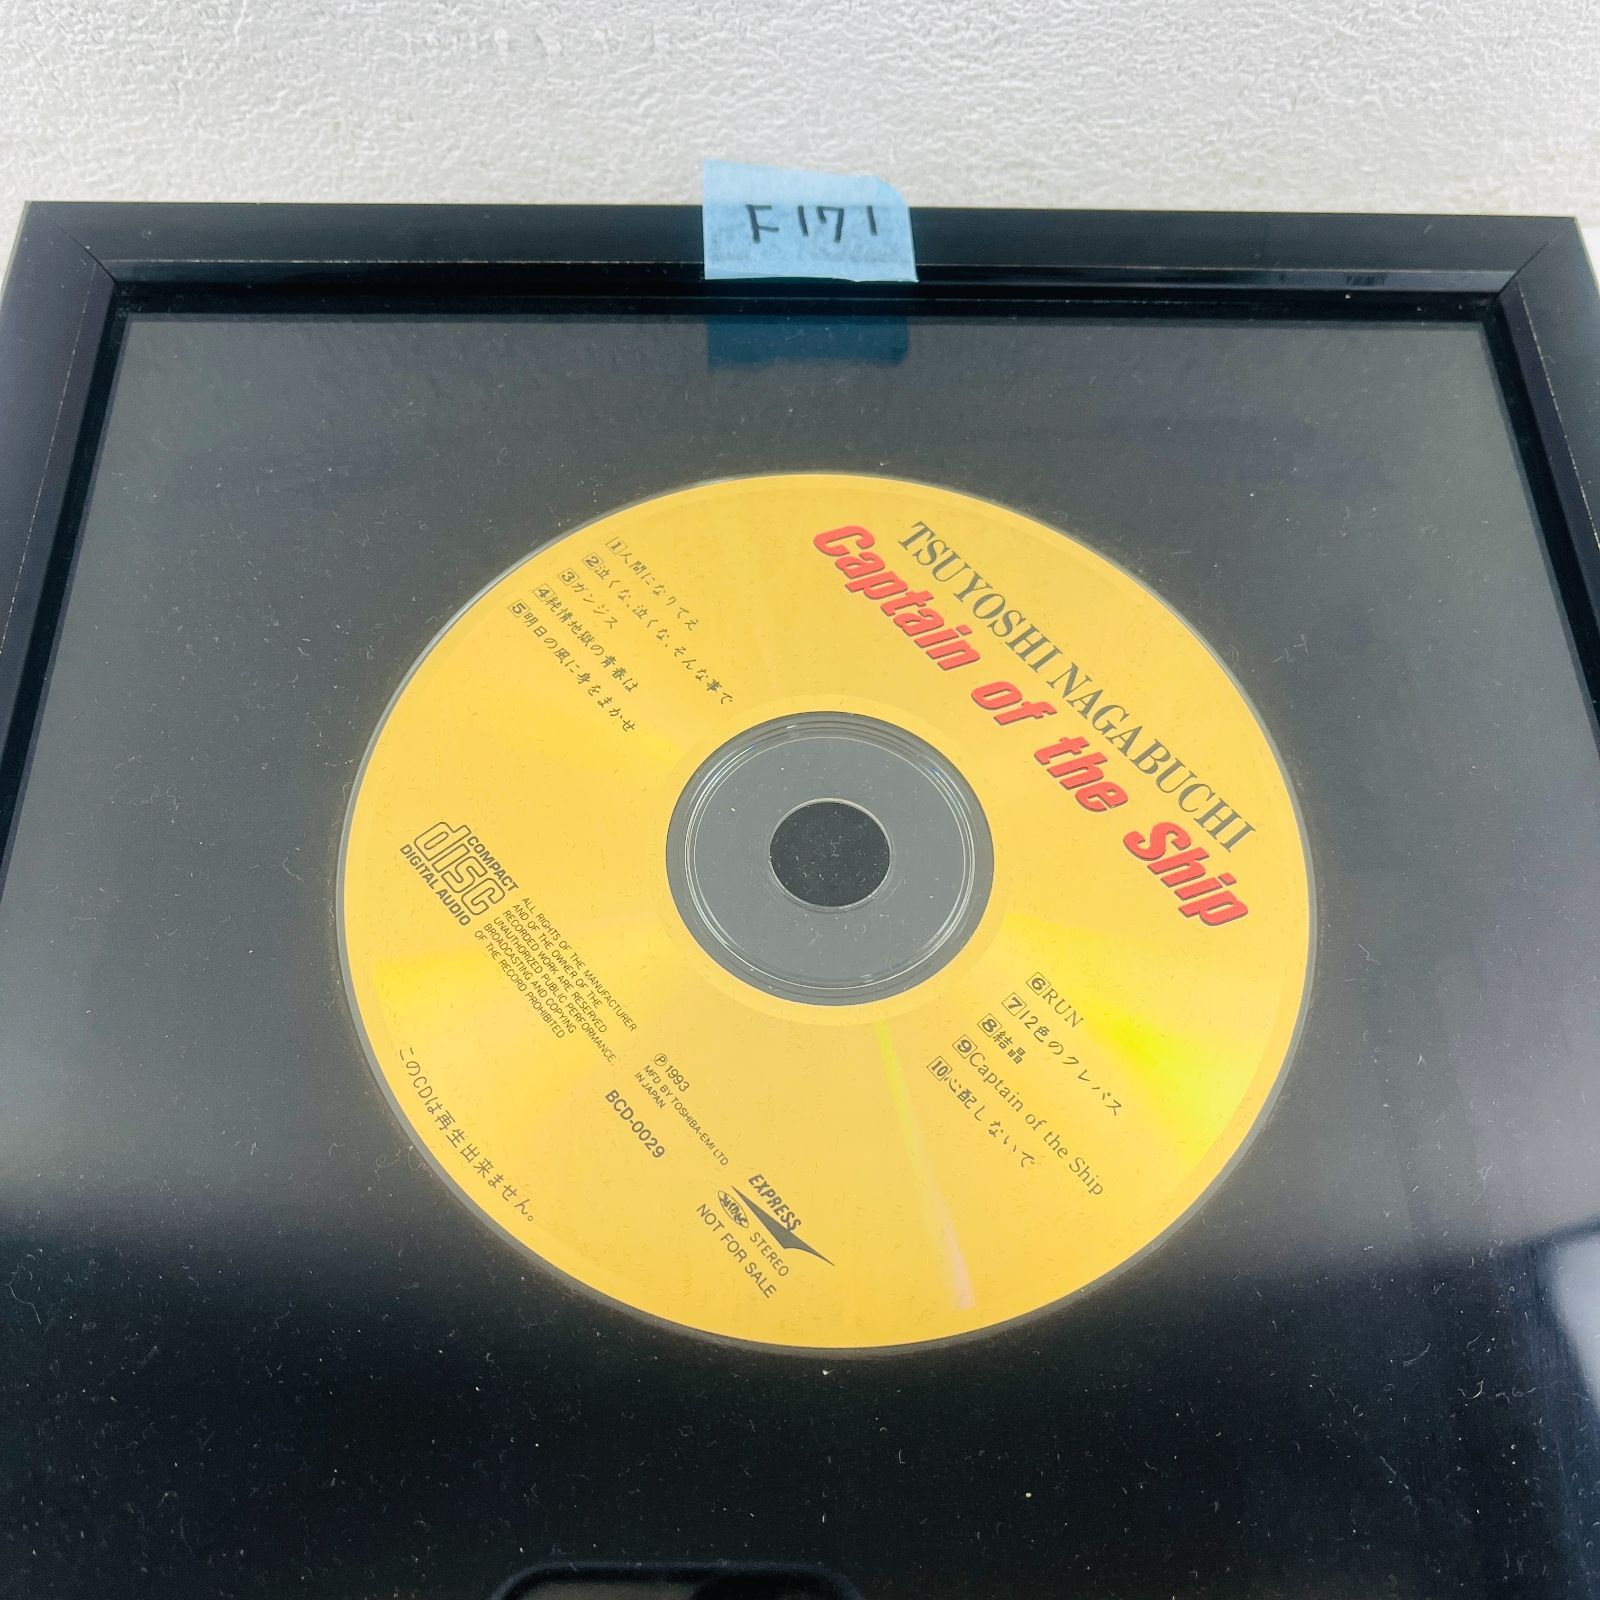 F171
TSUYOSHI NAGABUCHI
Captain of the Ship
1人間になりてえ
2泣くな、泣くな、そんな事で
3ガンジス
4純情地獄の青春は
5明日の風に身をまかせ
6RUN
712色のクレパス
8結晶
9Captain of the Ship
10心配しないで
COMPACT
disc
DIGITAL AUDIO
ALL RIGHTS OF THE MANUFACTURER
AND OF THE OWNER OF THE
RECORDED WORK ARE RESERVED
UNAUTHORIZED PUBLIC PERFORMANCE.
BROADCASTING AND COPYING
OF THE RECORD PROHIBITED
℗1993
MFD BY TOSHIBA-EMI LTD
IN JAPAN
BCD-0029
EXPRESS
STEREO
NOT FOR SALE
このCDは再生出来ません。